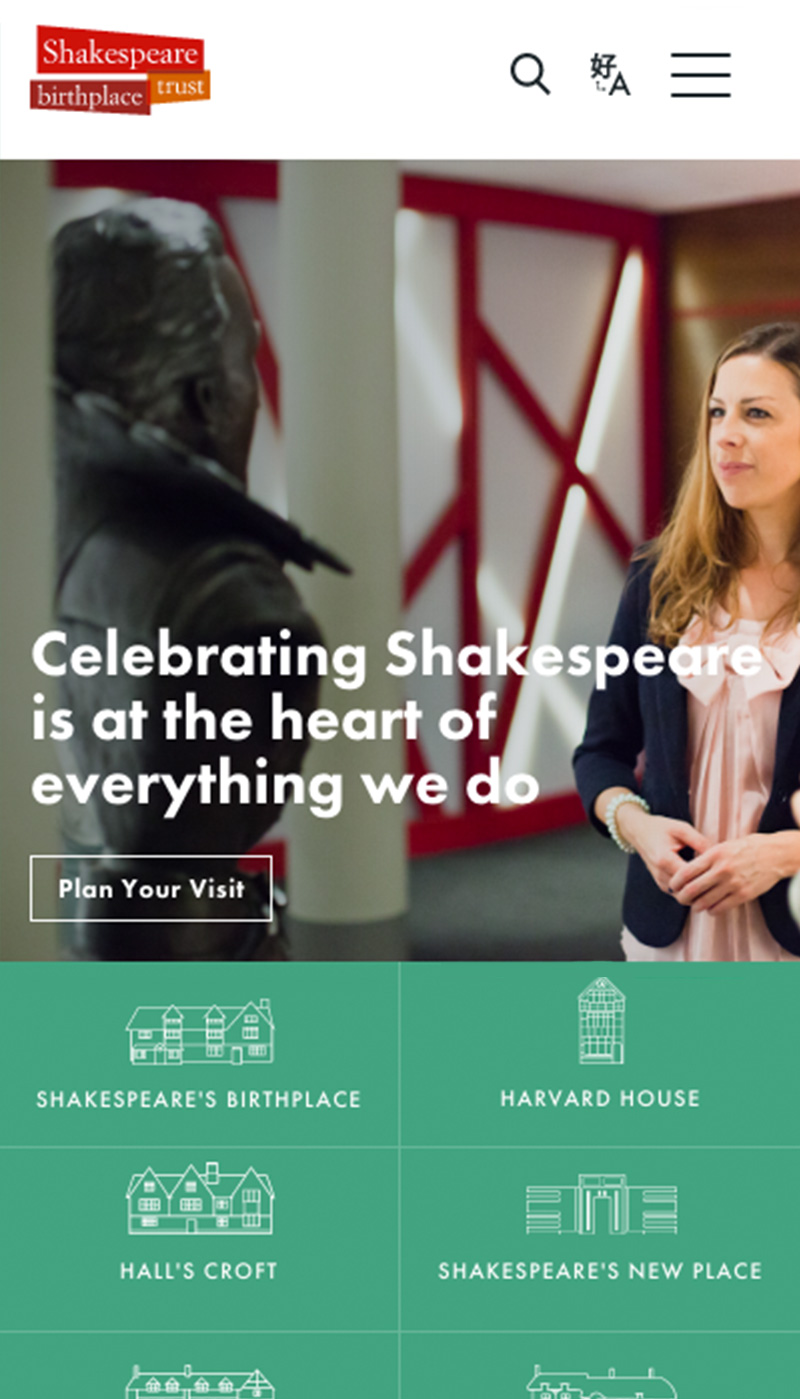 Shakespeare
birthplace trust
好 A
Celebrating Shakespeare
is at the heart of
everything we do
Plan Your Visit
SHAKESPEARE'S BIRTHPLACE
HARVARD HOUSE
HALL'S CROFT
SHAKESPEARE'S NEW PLACE